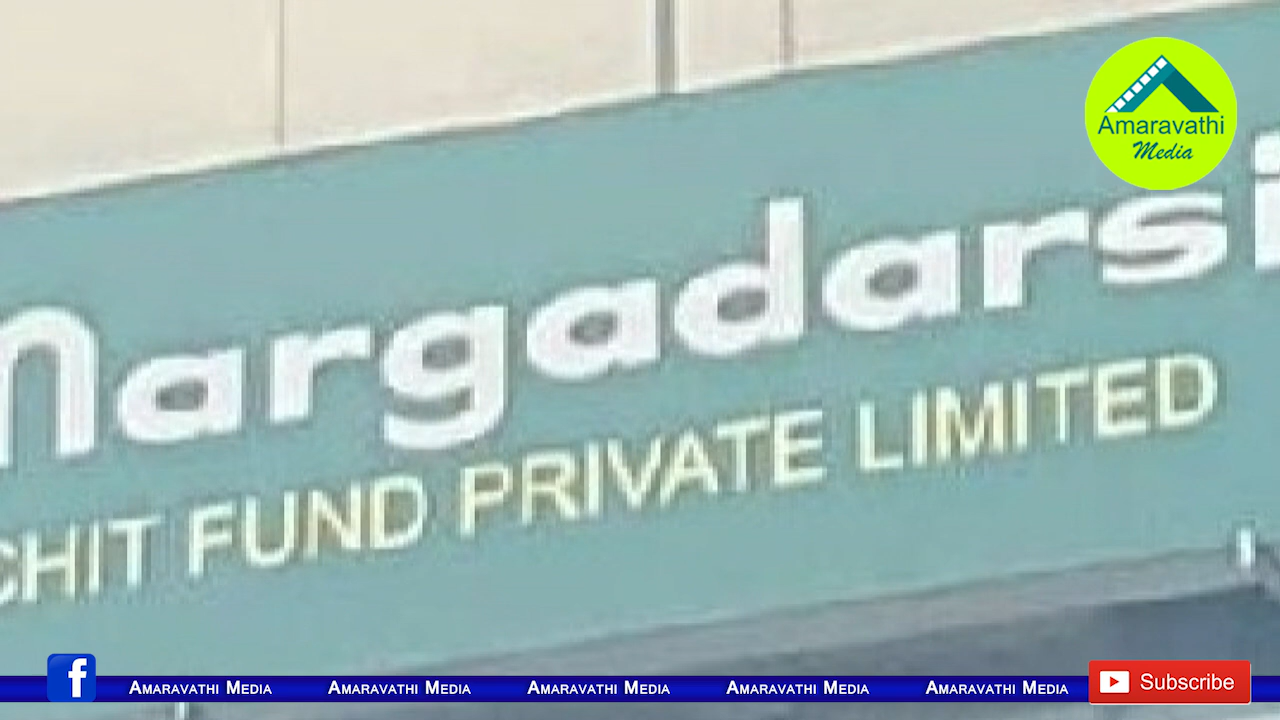 Amaravathi
Media
Margadarsi
CHIT FUND PRIVATE LIMITED
f Amaravathi Media Amaravathi Media Amaravathi Media Amaravathi Media Amaravathi Media Subscribe